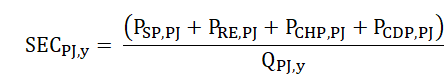 SEC_PJ,y = (P_SP,PJ + P_RE,PJ + P_CHP,PJ + P_CDP,PJ) / Q_PJ,y